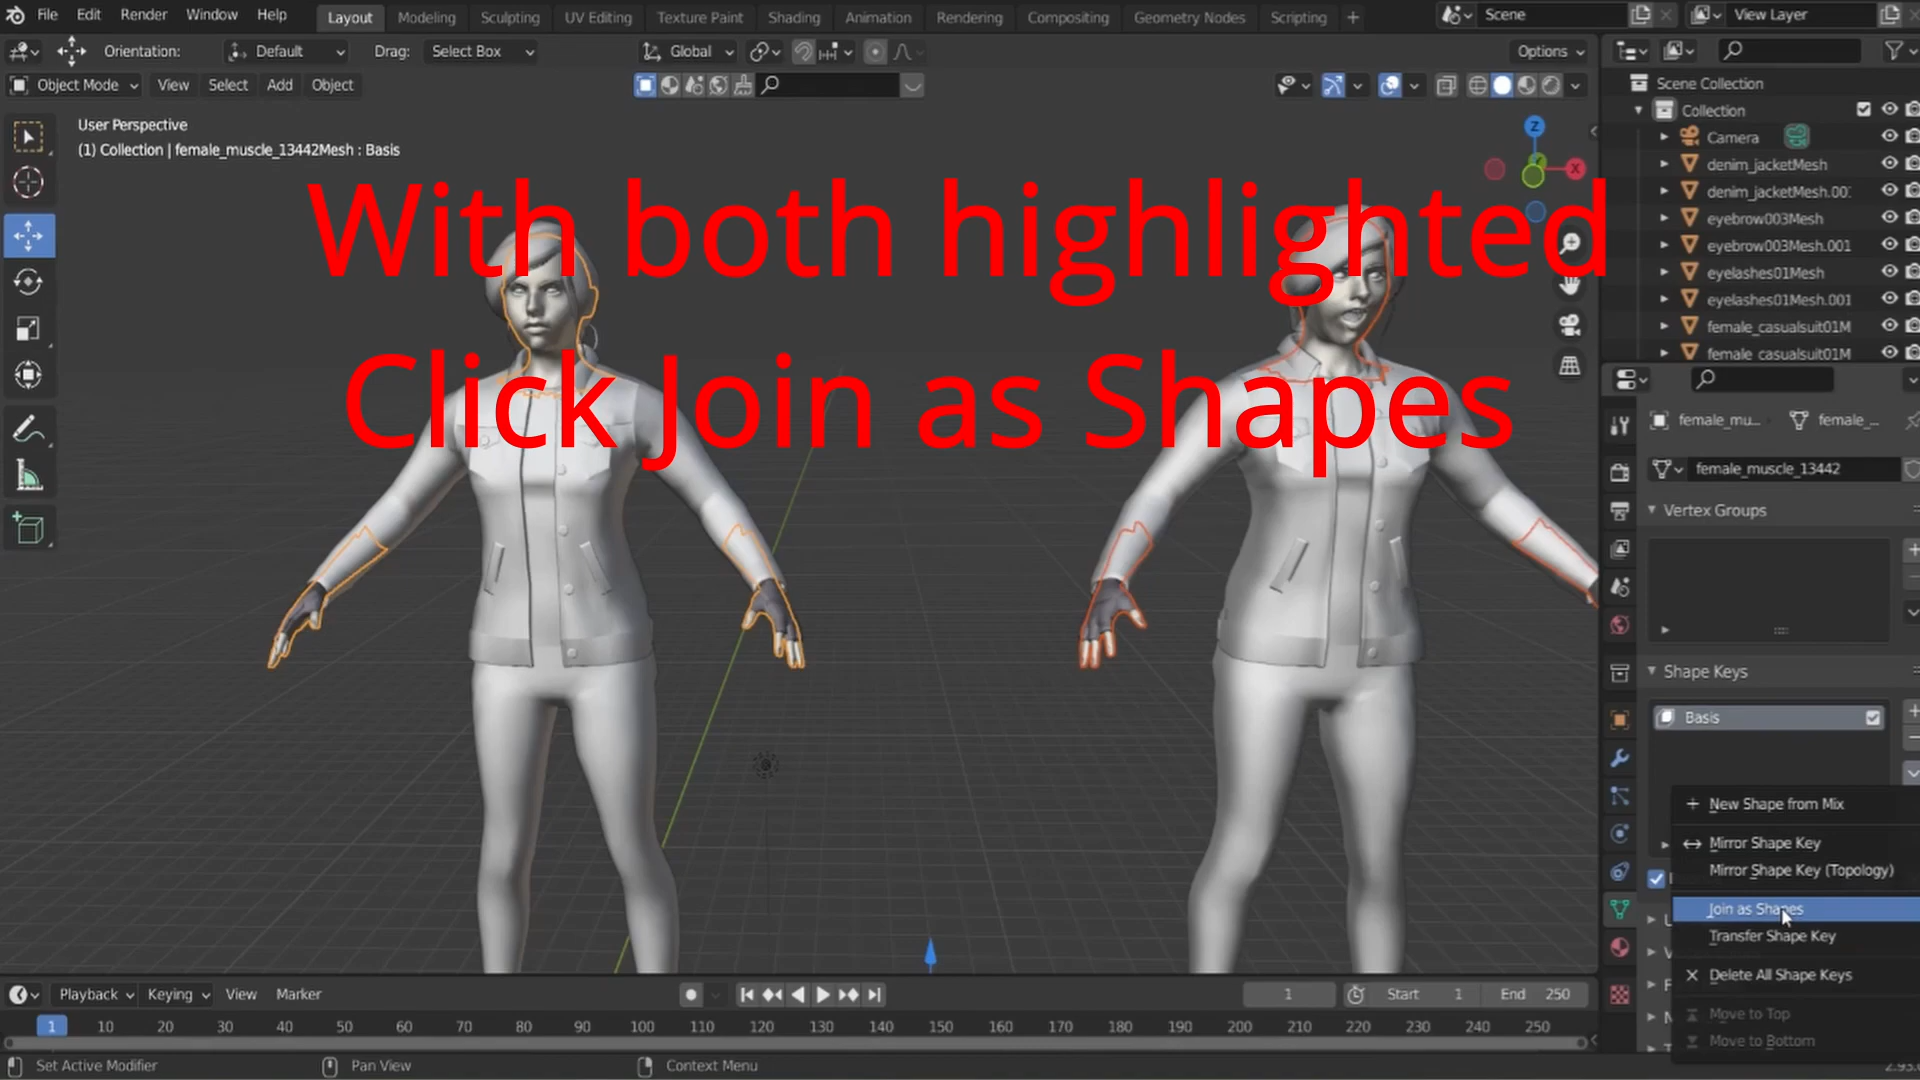 File Edit Render Window Help Layout Modeling Sculpting UV Editing Texture Paint Shading Animation Rendering Compositing Geometry Nodes Scripting + Scene View Layer
Orientation: Default Drag: Select Box Global Options
Object Mode View Select Add Object
User Perspective
(1) Collection | female_muscle_13442Mesh : Basis
Z
X
With both highlighted
Click Join as Shapes
Scene Collection
Collection
Camera
denim_jacketMesh
denim_jacketMesh.00
eyebrow003Mesh
eyebrow003Mesh.001
eyelashes01Mesh
eyelashes01Mesh.001
female_casualsuit01M
female_casualsuit01M
female_mu... female_...
female_muscle_13442
Vertex Groups
Shape Keys
Basis
New Shape from Mix
Mirror Shape Key
Mirror Shape Key (Topology)
Join as Shapes
Transfer Shape Key
Delete All Shape Keys
Move to Top
Move to Bottom
Playback Keying View Marker 1 Start 1 End 250
1 10 20 30 40 50 60 70 80 90 100 110 120 130 140 150 160 170 180 190 200 210 220 230 240 250
Set Active Modifier Pan View Context Menu